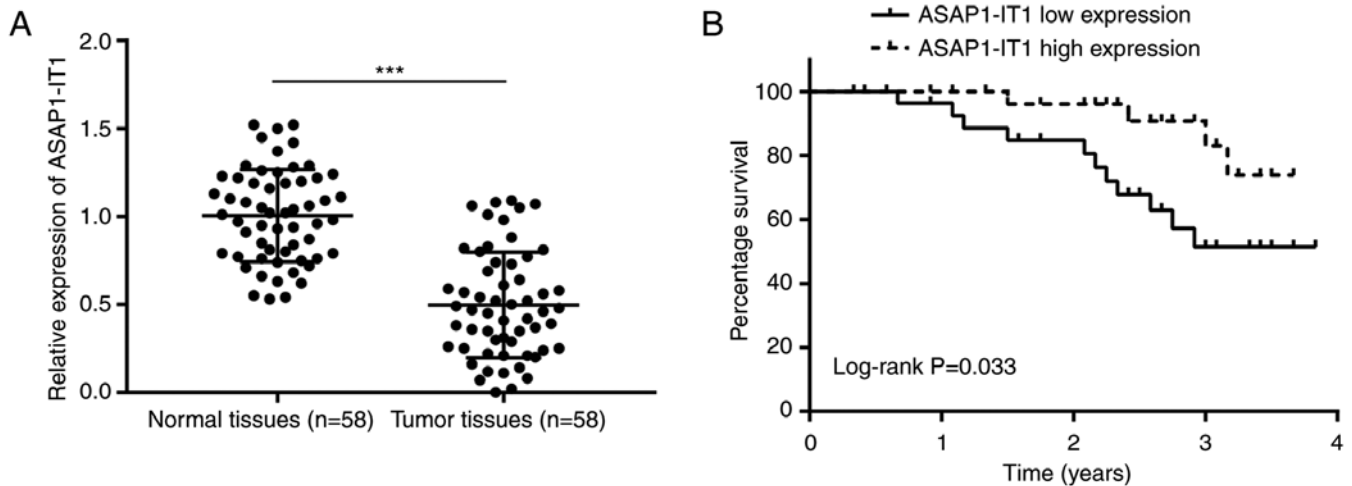 A
Relative expression of ASAP1-IT1
2.0
1.5
1.0
0.5
0.0
***
Normal tissues (n=58)
Tumor tissues (n=58)
B
ASAP1-IT1 low expression
ASAP1-IT1 high expression
Percentage survival
100
80
60
40
20
0
Log-rank P=0.033
0
1
2
3
4
Time (years)